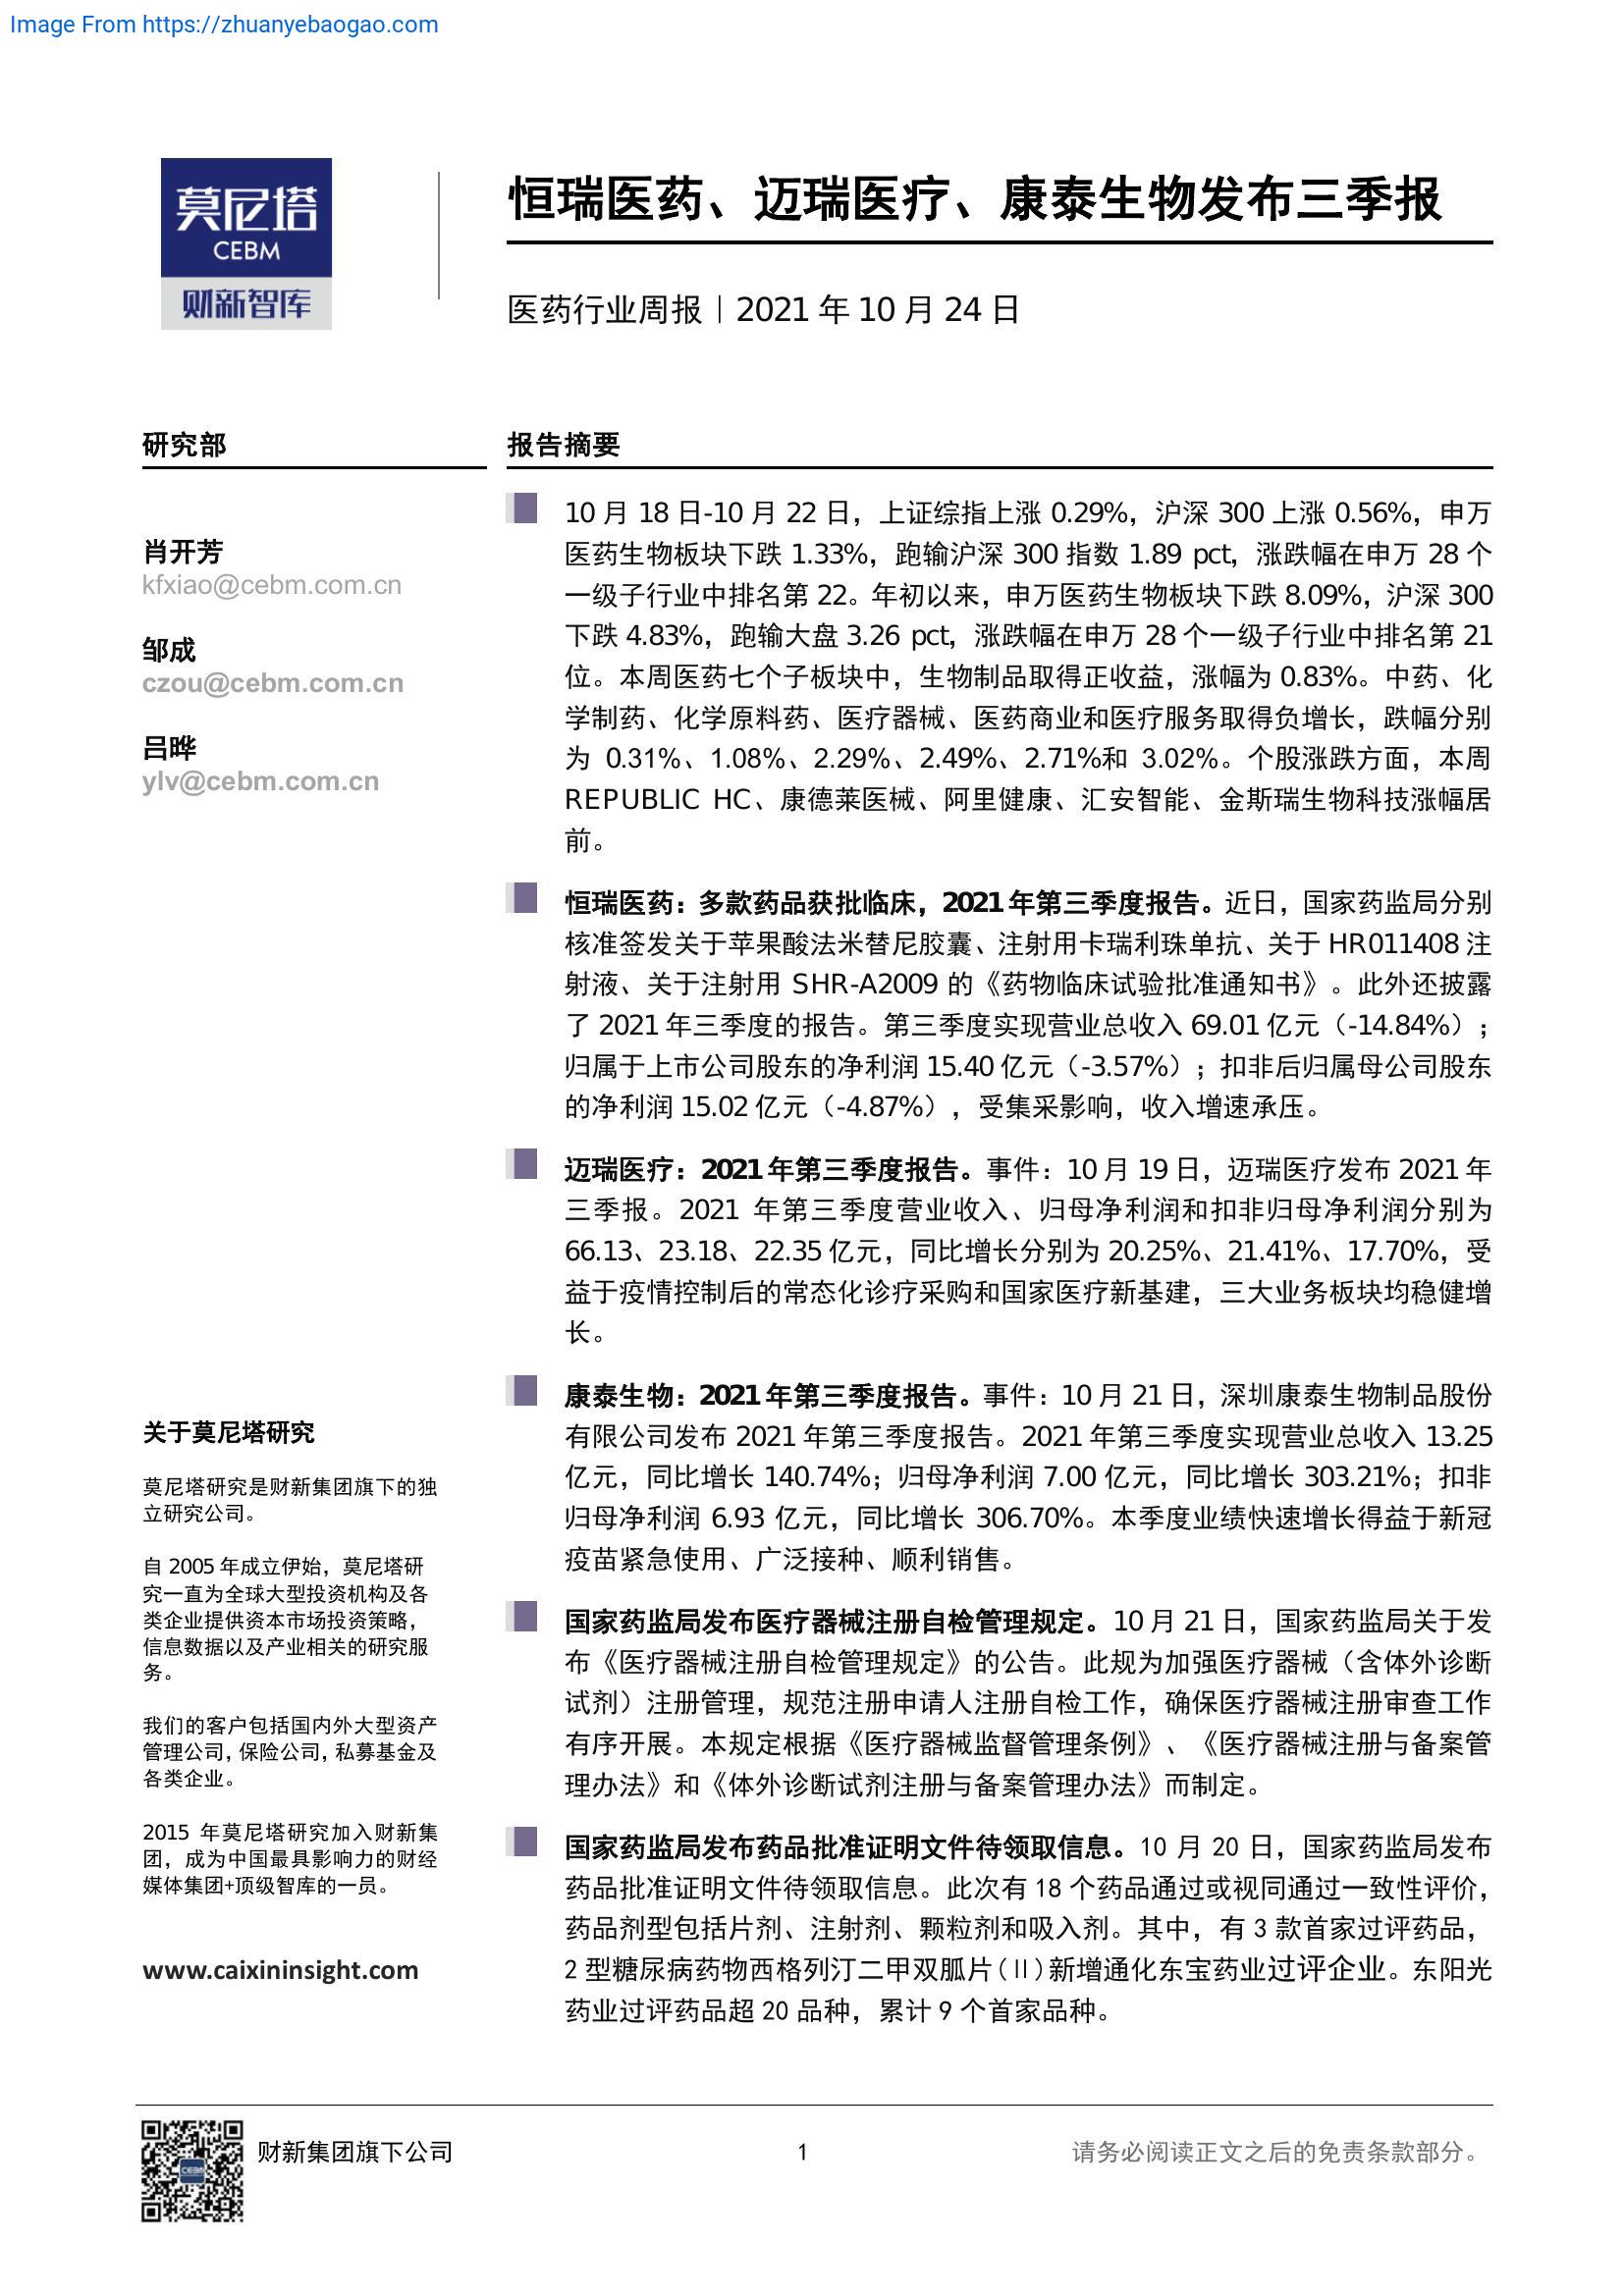 Image From https://zhuanyebaogao.com
莫尼塔
CEBM
财新智库
恒瑞医药、迈瑞医疗、康泰生物发布三季报
医药行业周报｜2021 年 10 月 24 日
研究部
肖开芳
kfxiao@cebm.com.cn
邹成
czou@cebm.com.cn
吕晔
ylv@cebm.com.cn
关于莫尼塔研究
莫尼塔研究是财新集团旗下的独
立研究公司。
自 2005 年成立伊始，莫尼塔研
究一直为全球大型投资机构及各
类企业提供资本市场投资策略，
信息数据以及产业相关的研究服
务。
我们的客户包括国内外大型资产
管理公司，保险公司，私募基金及
各类企业。
2015 年莫尼塔研究加入财新集
团，成为中国最具影响力的财经
媒体集团+顶级智库的一员。
www.caixininsight.com
报告摘要
10 月 18 日-10 月 22 日，上证综指上涨 0.29%，沪深 300 上涨 0.56%，申万
医药生物板块下跌 1.33%，跑输沪深 300 指数 1.89 pct，涨跌幅在申万 28 个
一级子行业中排名第 22。年初以来，申万医药生物板块下跌 8.09%，沪深 300
下跌 4.83%，跑输大盘 3.26 pct，涨跌幅在申万 28 个一级子行业中排名第 21
位。本周医药七个子板块中，生物制品取得正收益，涨幅为 0.83%。中药、化
学制药、化学原料药、医疗器械、医药商业和医疗服务取得负增长，跌幅分别
为 0.31%、1.08%、2.29%、2.49%、2.71%和 3.02%。个股涨跌方面，本周
REPUBLIC HC、康德莱医械、阿里健康、汇安智能、金斯瑞生物科技涨幅居
前。
恒瑞医药：多款药品获批临床，2021 年第三季度报告。近日，国家药监局分别
核准签发关于苹果酸法米替尼胶囊、注射用卡瑞利珠单抗、关于 HR011408 注
射液、关于注射用 SHR-A2009 的《药物临床试验批准通知书》。此外还披露
了 2021 年三季度的报告。第三季度实现营业总收入 69.01 亿元（-14.84%）；
归属于上市公司股东的净利润 15.40 亿元（-3.57%）；扣非后归属母公司股东
的净利润 15.02 亿元（-4.87%），受集采影响，收入增速承压。
迈瑞医疗：2021 年第三季度报告。事件：10 月 19 日，迈瑞医疗发布 2021 年
三季报。2021 年第三季度营业收入、归母净利润和扣非归母净利润分别为
66.13、23.18、22.35 亿元，同比增长分别为 20.25%、21.41%、17.70%，受
益于疫情控制后的常态化诊疗采购和国家医疗新基建，三大业务板块均稳健增
长。
康泰生物：2021 年第三季度报告。事件：10 月 21 日，深圳康泰生物制品股份
有限公司发布 2021 年第三季度报告。2021 年第三季度实现营业总收入 13.25
亿元，同比增长 140.74%；归母净利润 7.00 亿元，同比增长 303.21%；扣非
归母净利润 6.93 亿元，同比增长 306.70%。本季度业绩快速增长得益于新冠
疫苗紧急使用、广泛接种、顺利销售。
国家药监局发布医疗器械注册自检管理规定。10 月 21 日，国家药监局关于发
布《医疗器械注册自检管理规定》的公告。此规为加强医疗器械（含体外诊断
试剂）注册管理，规范注册申请人注册自检工作，确保医疗器械注册审查工作
有序开展。本规定根据《医疗器械监督管理条例》、《医疗器械注册与备案管
理办法》和《体外诊断试剂注册与备案管理办法》而制定。
国家药监局发布药品批准证明文件待领取信息。10 月 20 日，国家药监局发布
药品批准证明文件待领取信息。此次有 18 个药品通过或视同通过一致性评价，
药品剂型包括片剂、注射剂、颗粒剂和吸入剂。其中，有 3 款首家过评药品，
2 型糖尿病药物西格列汀二甲双胍片(Ⅱ)新增通化东宝药业过评企业。东阳光
药业过评药品超 20 品种，累计 9 个首家品种。
CEBM
财新集团旗下公司
1
请务必阅读正文之后的免责条款部分。